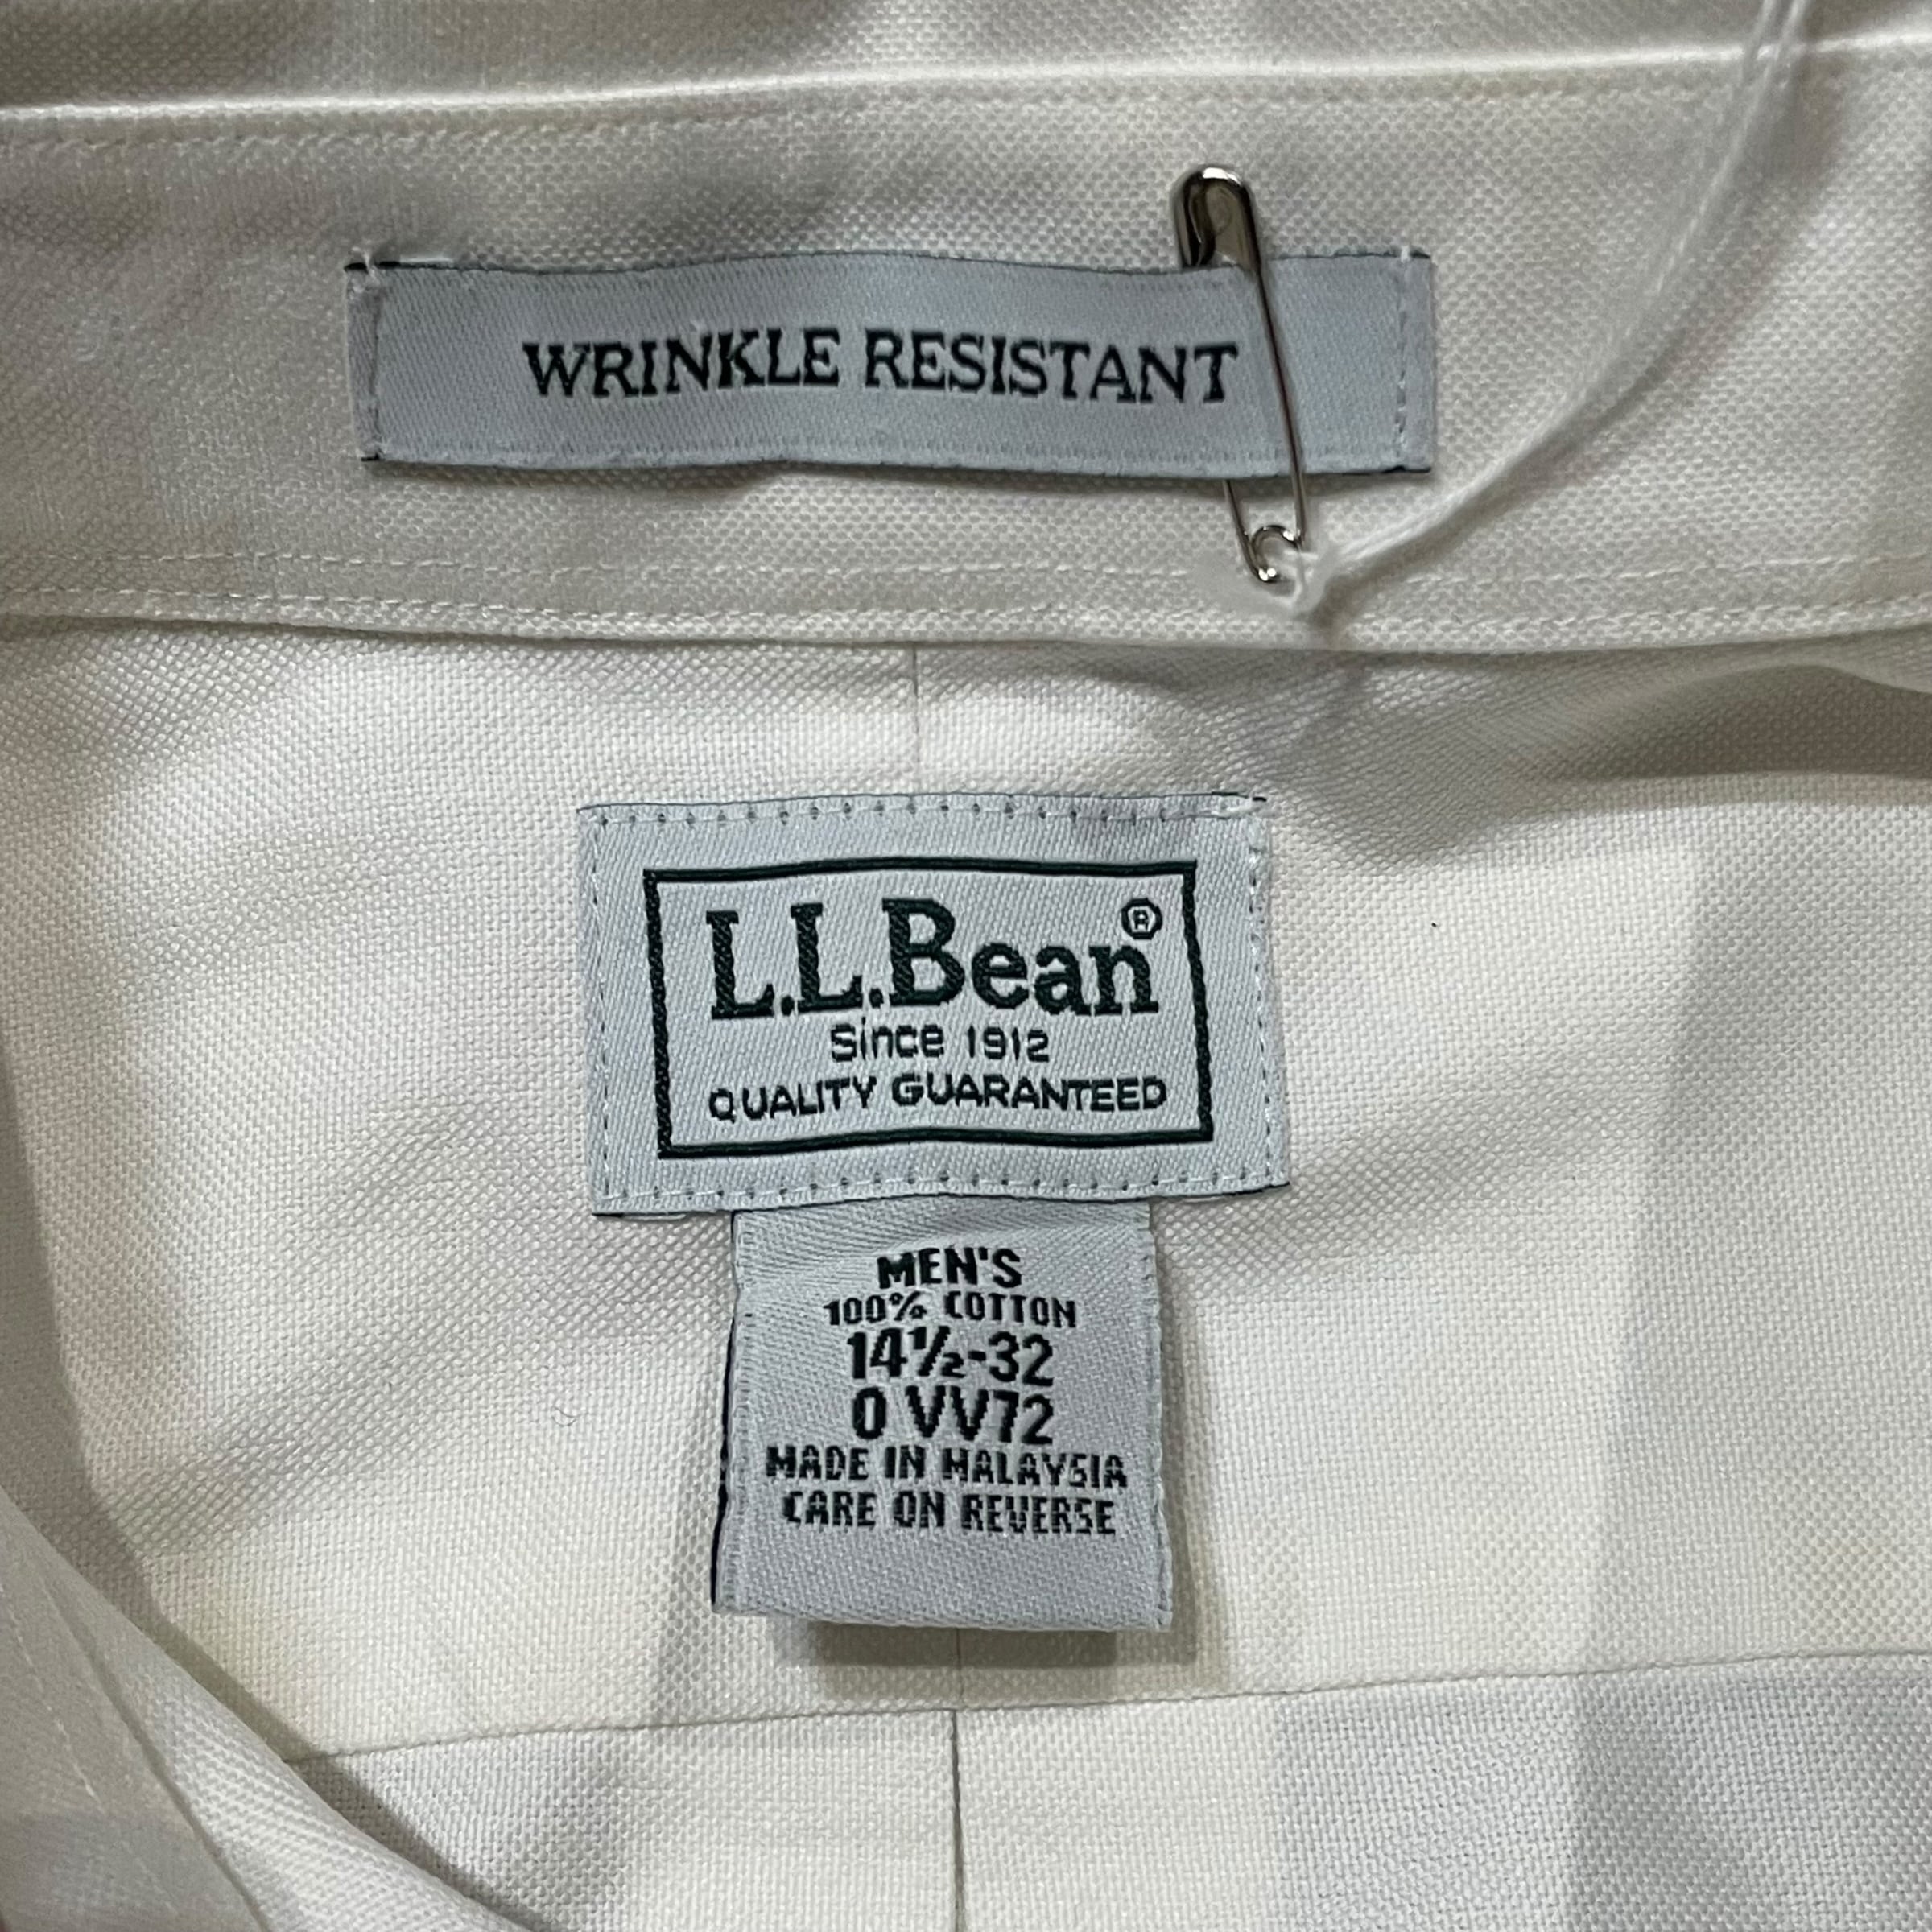 WRINKLE RESISTANT
L.L.Bean®
Since 1912
QUALITY GUARANTEED
MEN'S
100% COTTON
14½-32
0 VV72
MADE IN MALAYSIA
CARE ON REVERSE